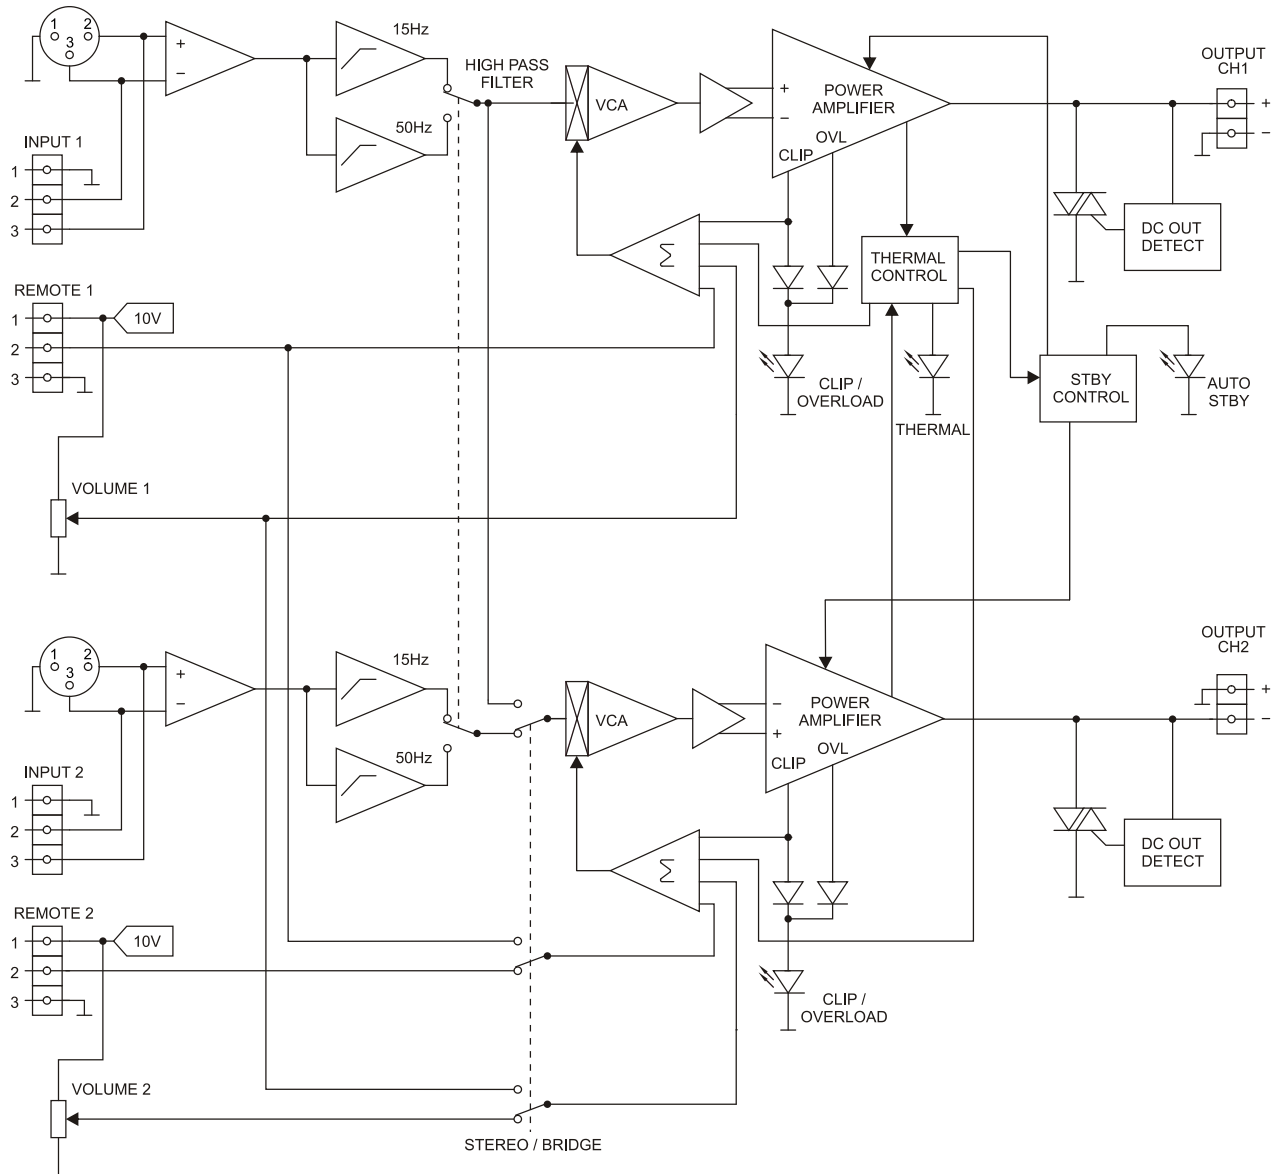 1 2
3
+
−
15Hz
HIGH PASS
FILTER
50Hz
VCA
+
−
POWER
AMPLIFIER
OVL
CLIP
OUTPUT
CH1
+
−
INPUT 1
1
2
3
Σ
THERMAL
CONTROL
DC OUT
DETECT
REMOTE 1
1
10V
2
3
CLIP /
OVERLOAD
THERMAL
STBY
CONTROL
AUTO
STBY
VOLUME 1
1 2
3
+
−
15Hz
50Hz
VCA
−
+
POWER
AMPLIFIER
OVL
CLIP
OUTPUT
CH2
+
−
INPUT 2
1
2
3
Σ
DC OUT
DETECT
REMOTE 2
1
10V
2
3
CLIP /
OVERLOAD
VOLUME 2
STEREO / BRIDGE